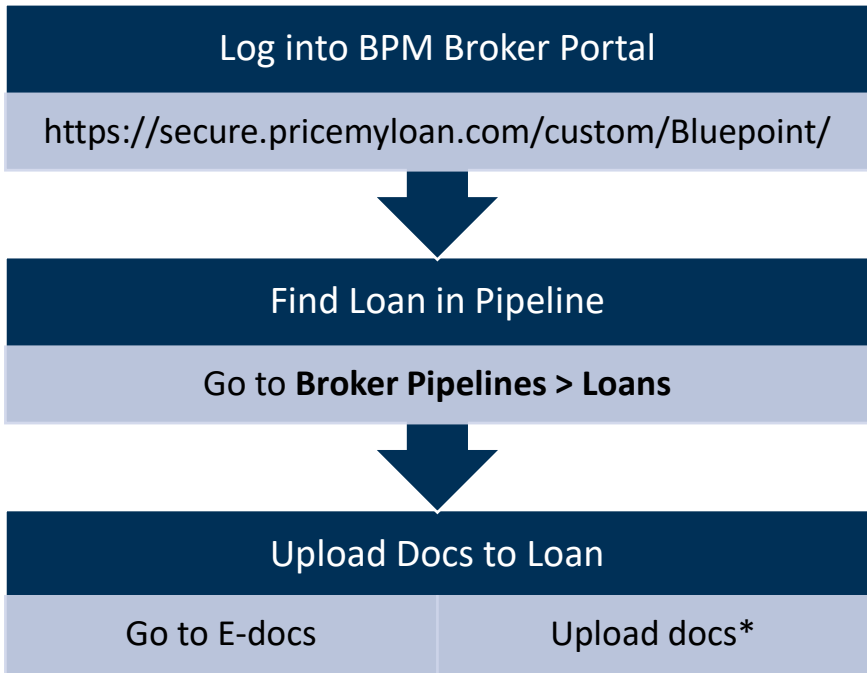 Log into BPM Broker Portal
https://secure.pricemyloan.com/custom/Bluepoint/
Find Loan in Pipeline
Go to Broker Pipelines > Loans
Upload Docs to Loan
Go to E-docs
Upload docs*